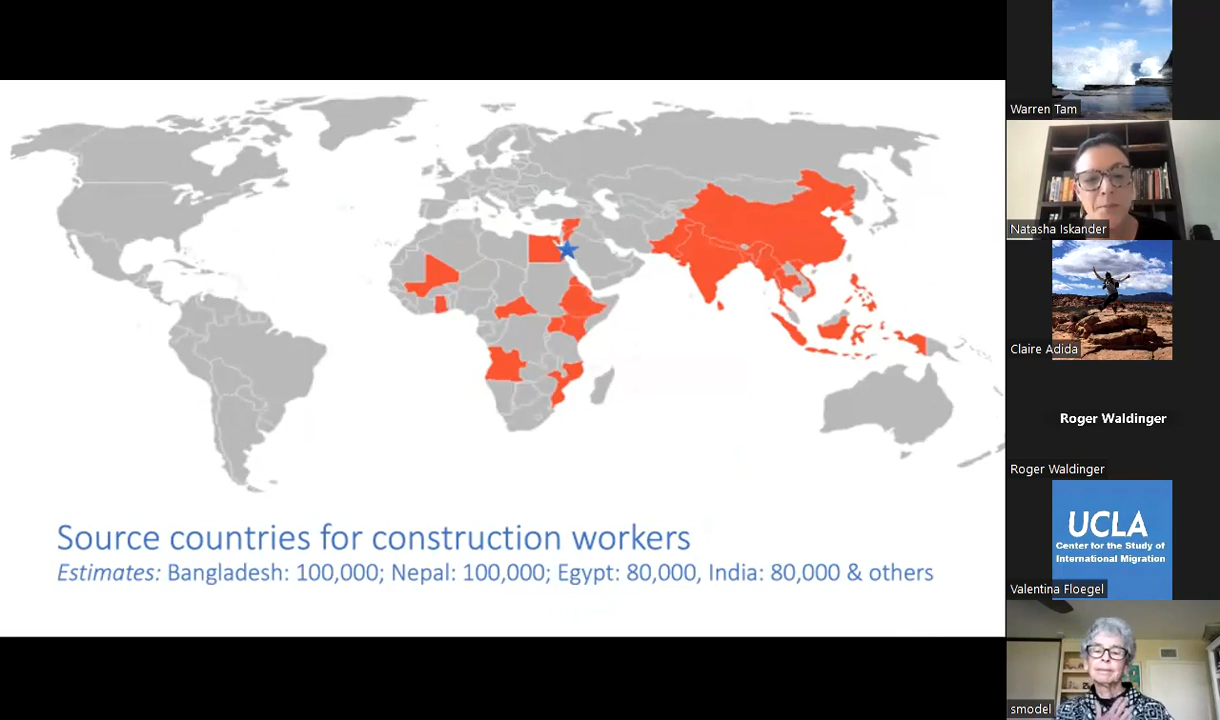 Source countries for construction workers
Estimates: Bangladesh: 100,000; Nepal: 100,000; Egypt: 80,000, India: 80,000 & others
Warren Tam
Natasha Iskander
Claire Adida
Roger Waldinger
Roger Waldinger
UCLA
Center for the Study of
International Migration
Valentina Floegel
smodel